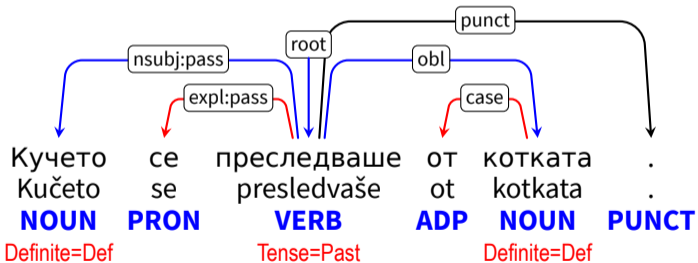 punct
root
nsubj:pass obl
expl:pass case
Кучето се преследваше от котката .
Kučeto se presledvaše ot kotkata .
NOUN PRON VERB ADP NOUN PUNCT
Definite=Def Tense=Past Definite=Def